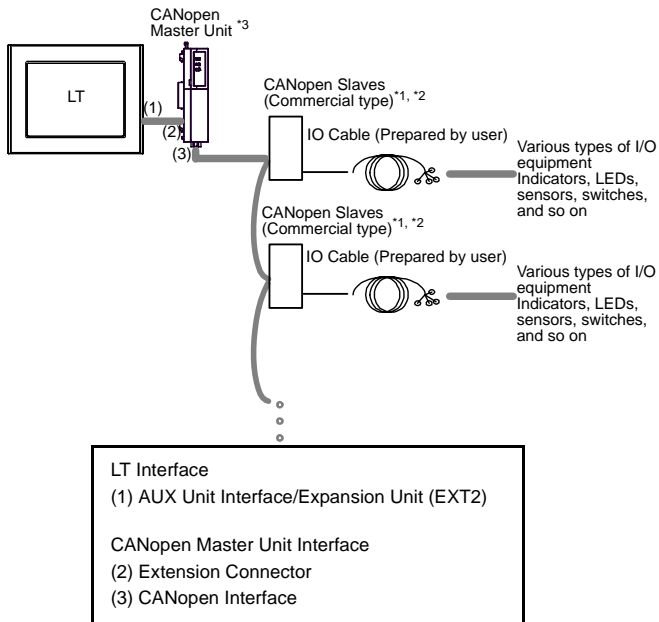 CANopen
Master Unit *3
LT
(1)
(2)
(3)
CANopen Slaves
(Commercial type)*1, *2
IO Cable (Prepared by user)
Various types of I/O
equipment
Indicators, LEDs,
sensors, switches,
and so on
CANopen Slaves
(Commercial type)*1, *2
IO Cable (Prepared by user)
Various types of I/O
equipment
Indicators, LEDs,
sensors, switches,
and so on
LT Interface
(1) AUX Unit Interface/Expansion Unit (EXT2)
CANopen Master Unit Interface
(2) Extension Connector
(3) CANopen Interface